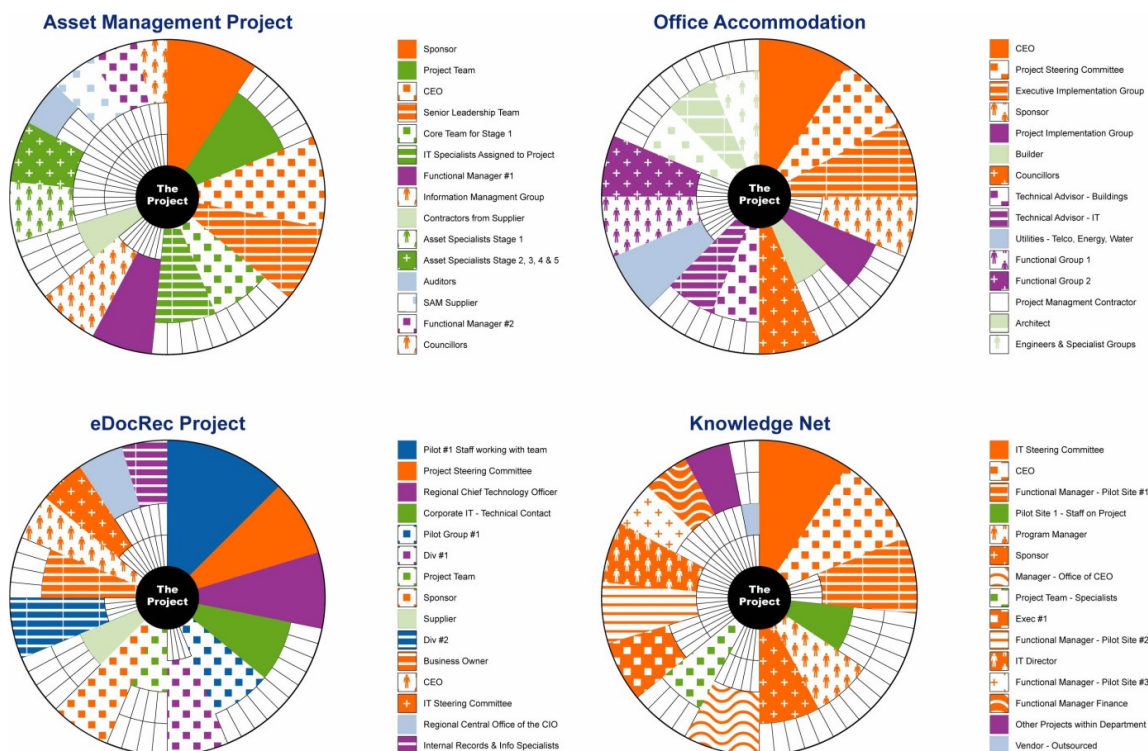 Asset Management Project
The
Project
Sponsor
Project Team
CEO
Senior Leadership Team
Core Team for Stage 1
IT Specialists Assigned to Project
Functional Manager #1
Information Managment Group
Contractors from Supplier
Asset Specialists Stage 1
Asset Specialists Stage 2, 3, 4 & 5
Auditors
SAM Supplier
Functional Manager #2
Councillors
Office Accommodation
The
Project
CEO
Project Steering Committee
Executive Implementation Group
Sponsor
Project Implementation Group
Builder
Councillors
Technical Advisor - Buildings
Technical Advisor - IT
Utilities - Telco, Energy, Water
Functional Group 1
Functional Group 2
Project Managment Contractor
Architect
Engineers & Specialist Groups
eDocRec Project
The
Project
Pilot #1 Staff working with team
Project Steering Committee
Regional Chief Technology Officer
Corporate IT - Technical Contact
Pilot Group #1
Div #1
Project Team
Sponsor
Supplier
Div #2
Business Owner
CEO
IT Steering Committee
Regional Central Office of the CIO
Internal Records & Info Specialists
Knowledge Net
The
Project
IT Steering Committee
CEO
Functional Manager - Pilot Site #1
Pilot Site 1 - Staff on Project
Program Manager
Sponsor
Manager - Office of CEO
Project Team - Specialists
Exec #1
Functional Manager - Pilot Site #2
IT Director
Functional Manager - Pilot Site #3
Functional Manager Finance
Other Projects within Department
Vendor - Outsourced